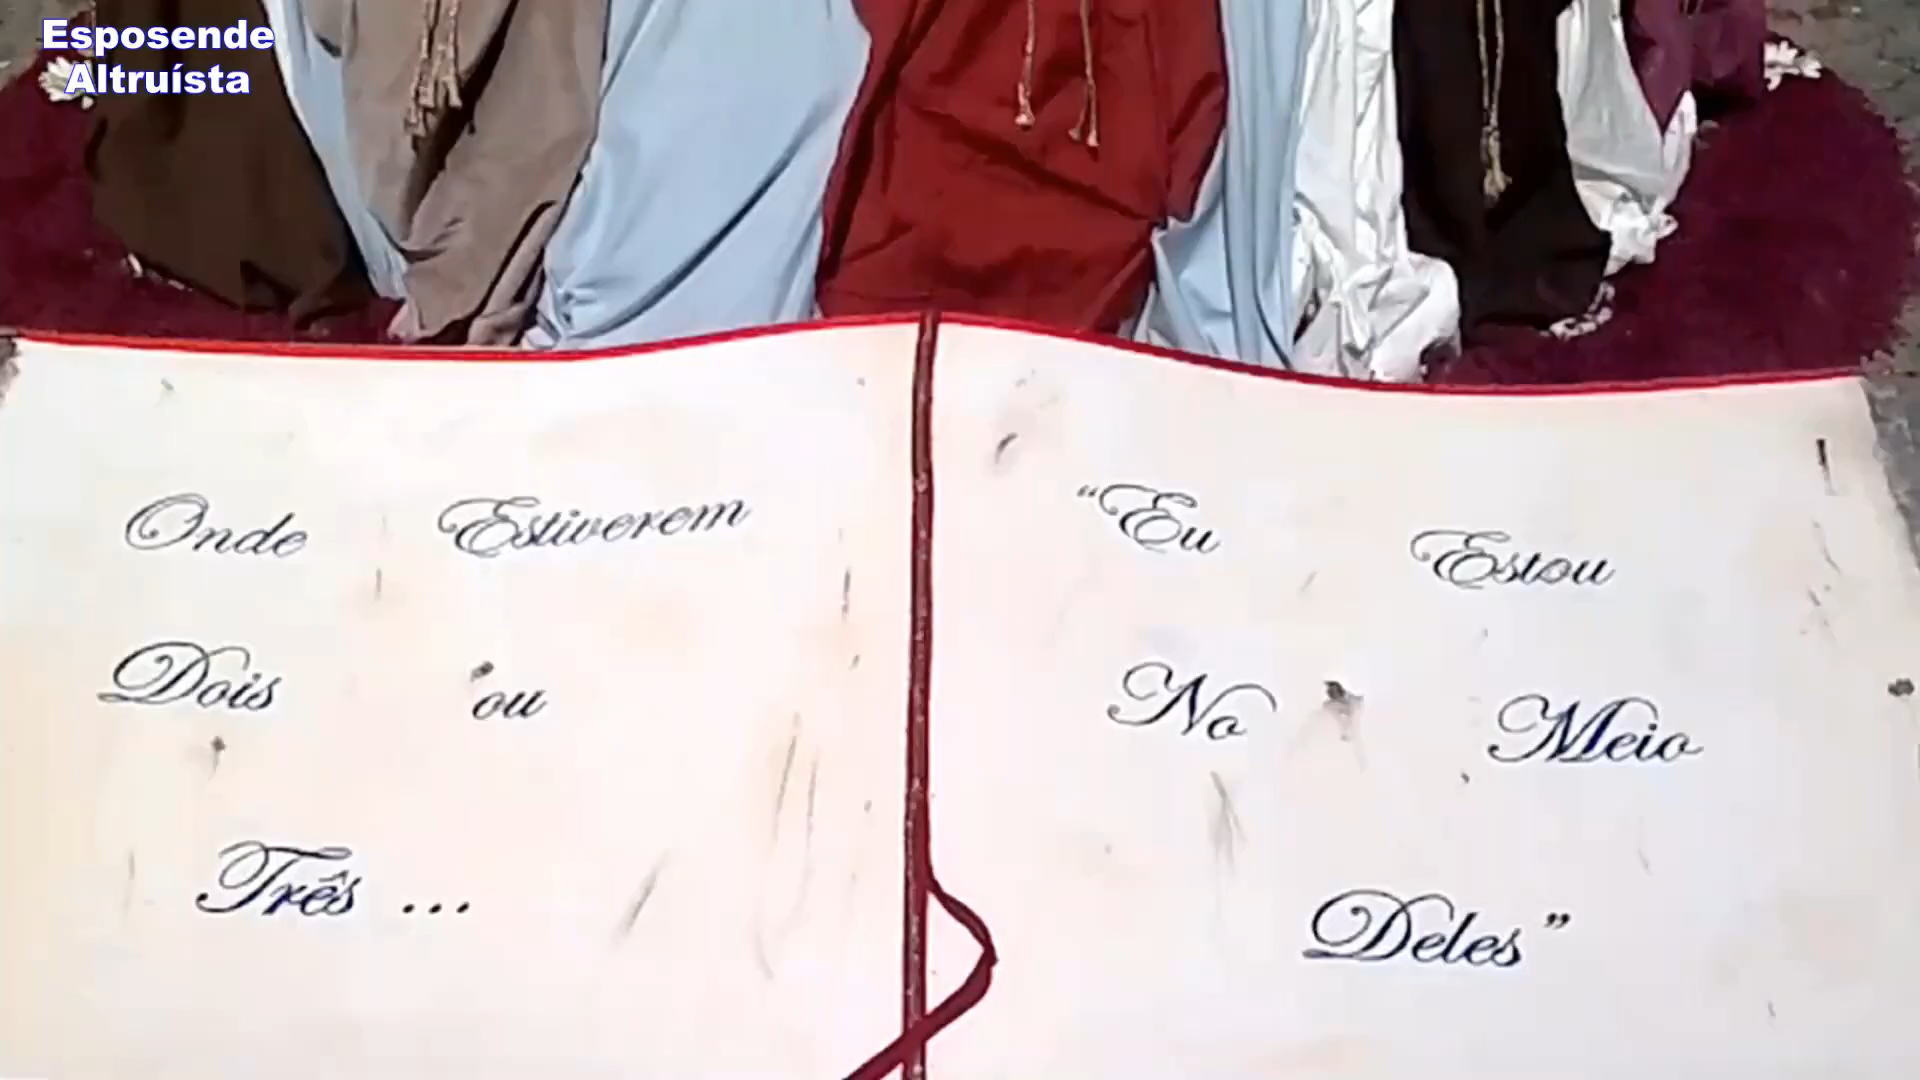 Esposende
Altruísta
Onde Estiverem
Dois ou
Três ...
“Eu Estou
No Meio
Deles”